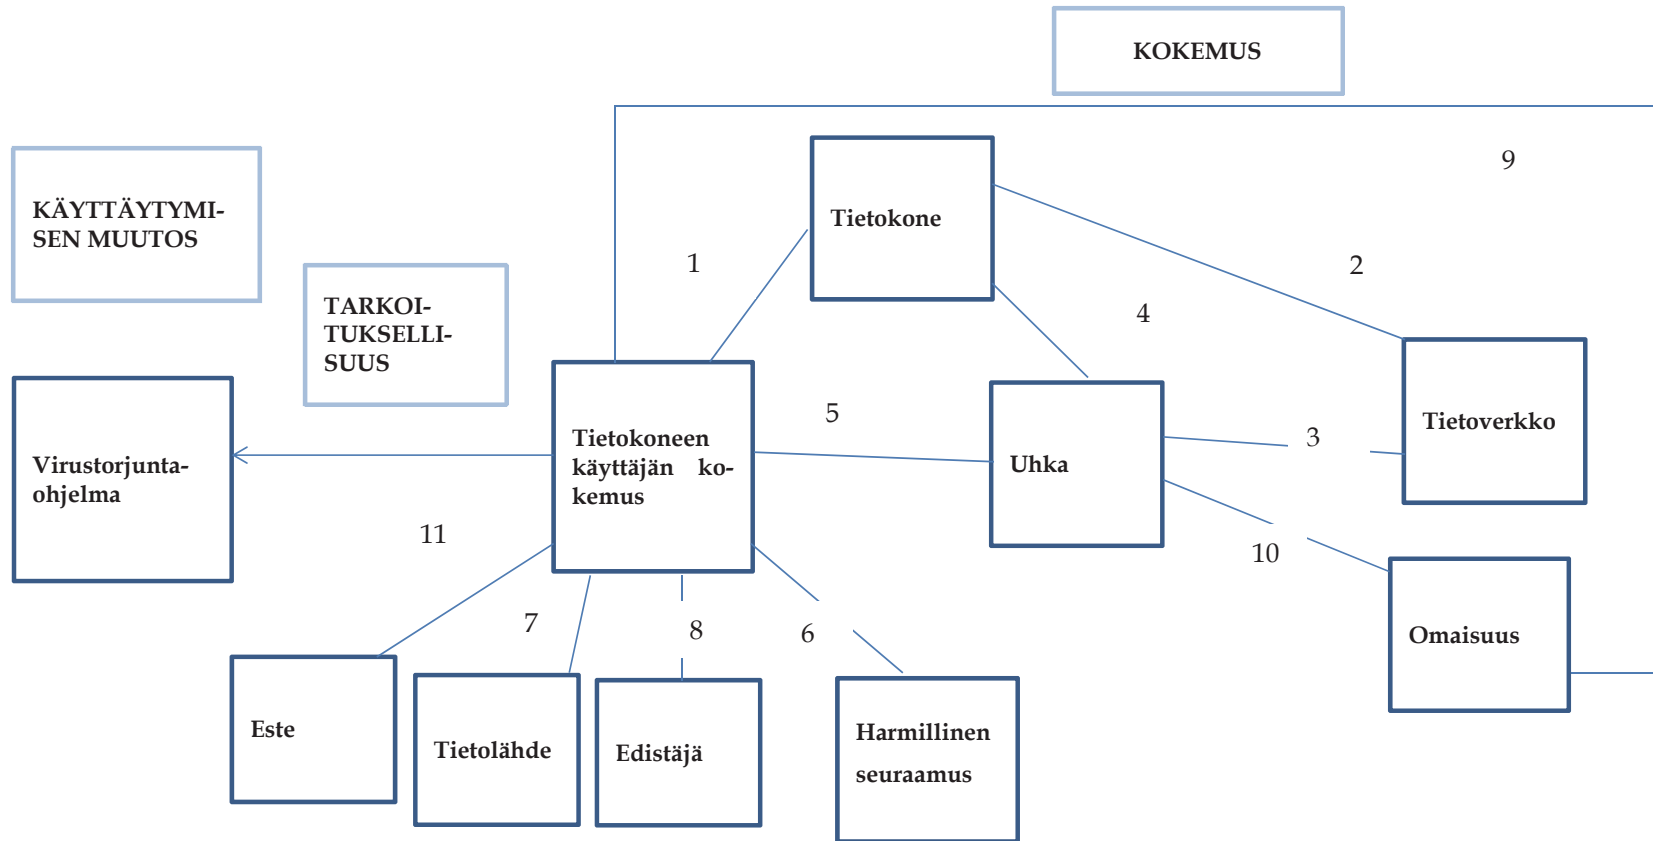 KOKEMUS
9
KÄYTTÄYTYMI-
SEN MUUTOS
Tietokone
1
2
TARKOI-
TUKSELLI-
SUUS
4
Virustorjunta-
ohjelma
Tietokoneen
käyttäjän ko-
kemus
5
Uhka
3
Tietoverkko
11
10
7
8
6
Omaisuus
Este
Tietolähde
Edistäjä
Harmillinen
seuraamus